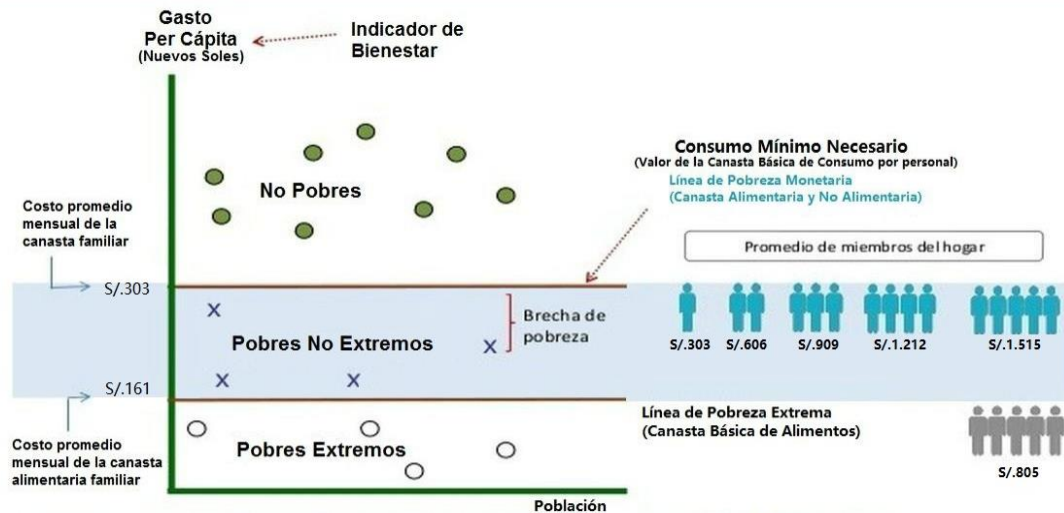 Gasto
Per Cápita
(Nuevos Soles)
Indicador de
Bienestar
No Pobres
Consumo Mínimo Necesario
(Valor de la Canasta Básica de Consumo por personal)
Línea de Pobreza Monetaria
(Canasta Alimentaria y No Alimentaria)
Costo promedio
mensual de la
canasta familiar
Promedio de miembros del hogar
S/.303
X
Brecha de
pobreza
Pobres No Extremos
X
X
X
S/.303
S/.606
S/.909
S/.1.212
S/.1.515
S/.161
Línea de Pobreza Extrema
(Canasta Básica de Alimentos)
Costo promedio
mensual de la canasta
alimentaria familiar
Pobres Extremos
S/.805
Población